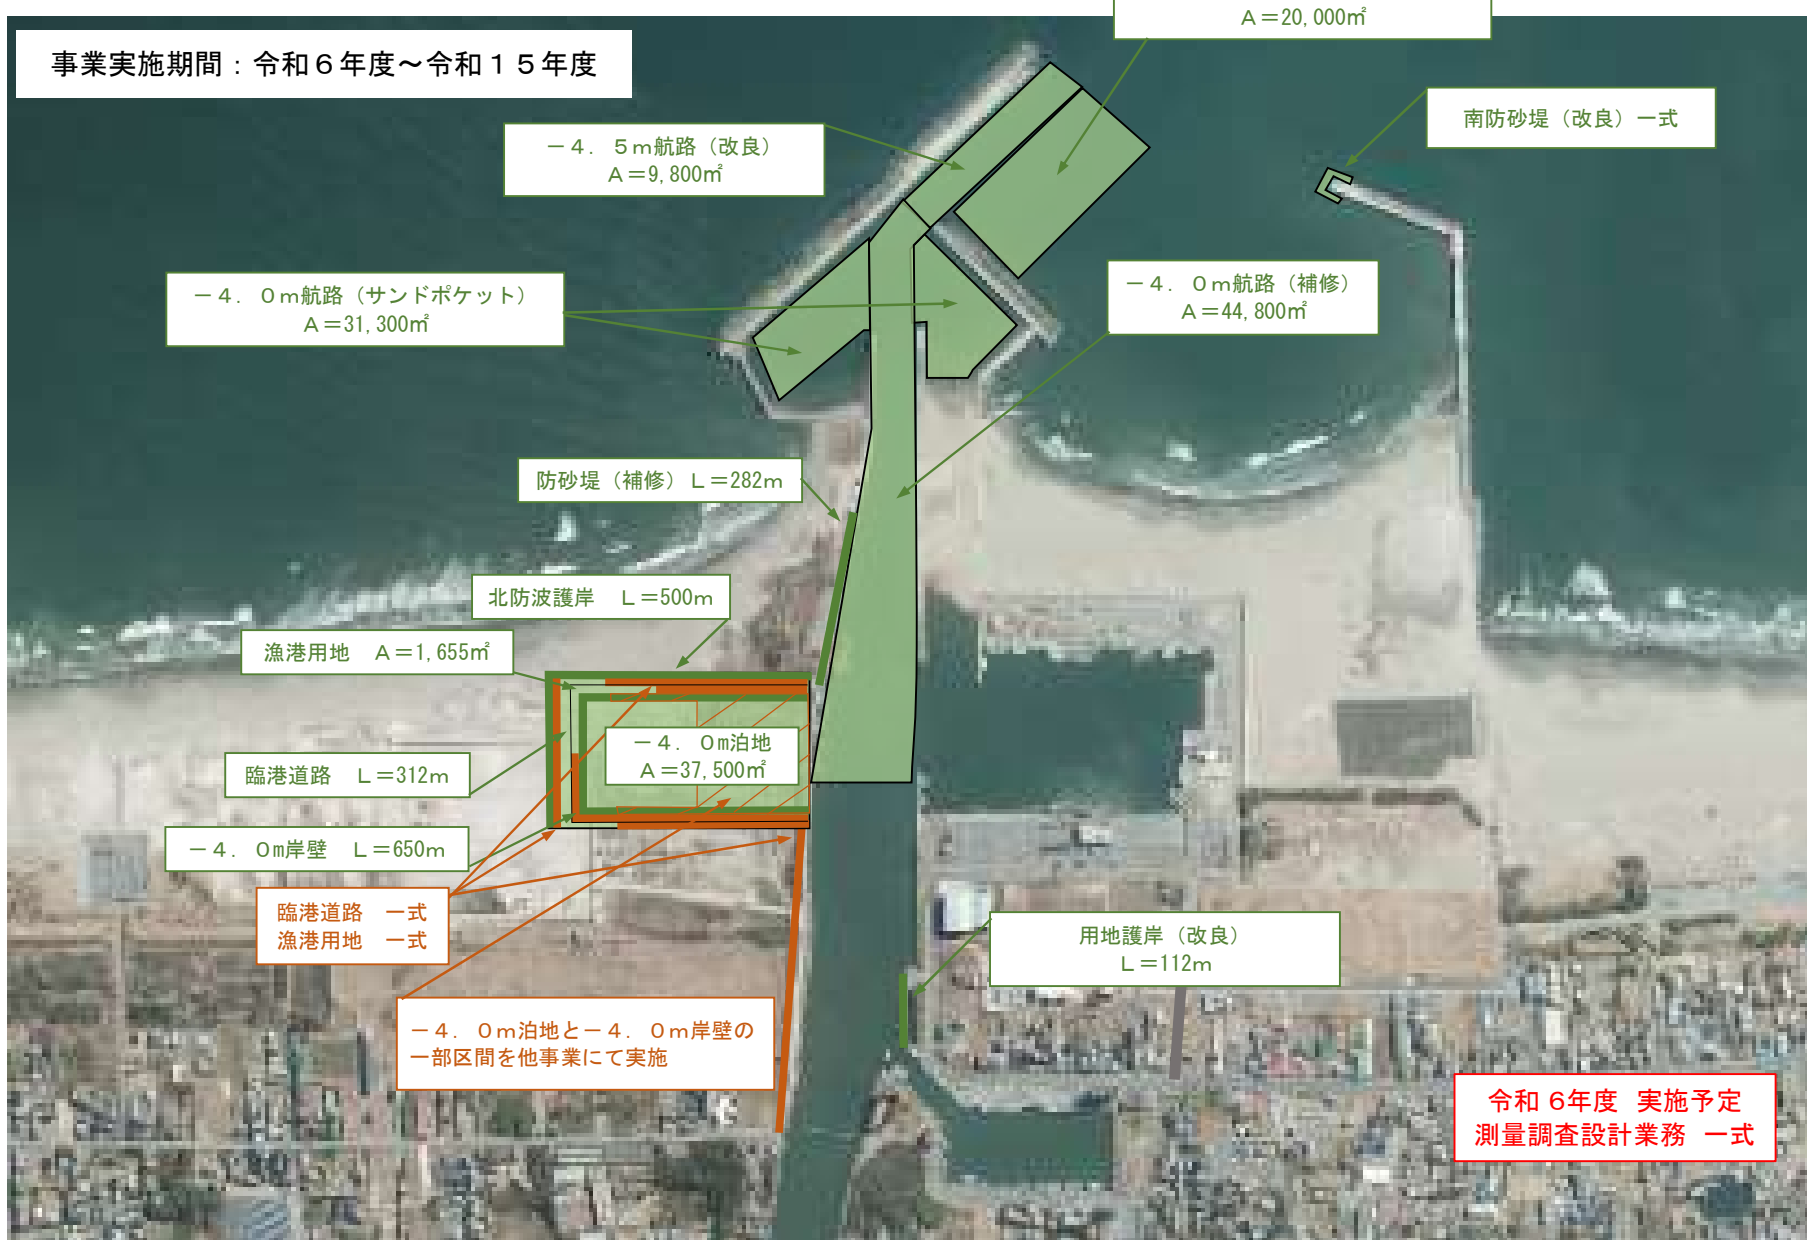 A＝20,000㎡
事業実施期間：令和６年度～令和１５年度
南防砂堤（改良）一式
－４．５ｍ航路（改良）
A＝9,800㎡
－４．０ｍ航路（サンドポケット）
A＝31,300㎡
－４．０ｍ航路（補修）
A＝44,800㎡
防砂堤（補修）Ｌ＝282ｍ
北防波護岸　Ｌ＝500ｍ
漁港用地　A＝1,655㎡
－４．０ｍ泊地
A＝37,500㎡
臨港道路　Ｌ＝312ｍ
－４．０ｍ岸壁　Ｌ＝650ｍ
臨港道路　一式
漁港用地　一式
用地護岸（改良）
Ｌ＝112ｍ
－４．０ｍ泊地と－４．０ｍ岸壁の
一部区間を他事業にて実施
令和６年度　実施予定
測量調査設計業務　一式